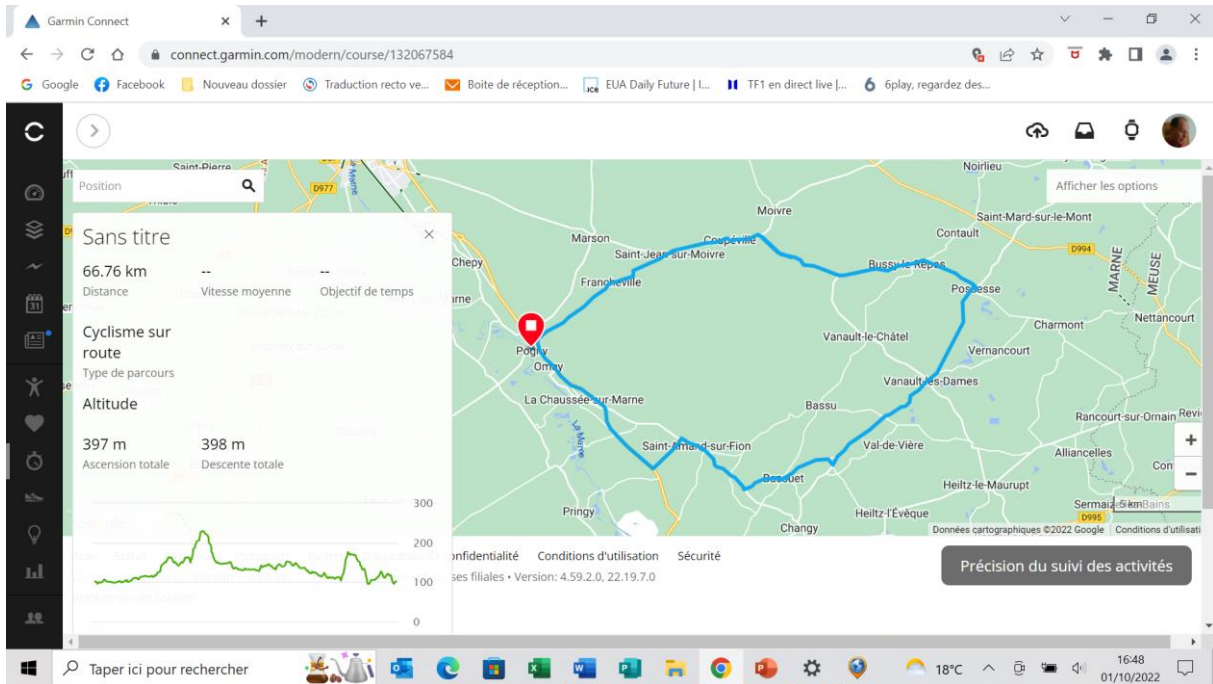 Garmin Connect
connect.garmin.com/modern/course/132067584
Google Facebook Nouveau dossier Traduction recto ve... Boite de réception... EUA Daily Future | I... TF1 en direct live |... 6play, regardez des...
Position
Afficher les options
Sans titre
66.76 km -- --
Distance Vitesse moyenne Objectif de temps
Cyclisme sur
route
Type de parcours
Altitude
397 m 398 m
Ascension totale Descente totale
300
200
100
0
Saint-Pierre
D977
Noirlieu
Moivre
Saint-Mard-sur-le-Mont
Marson
Coupéville
Contault
D994
MARNE
MEUSE
Chepy
Saint-Jean-sur-Moivre
Bussy-le-Repos
Francheville
Possesse
Nettancourt
Charmont
Vanault-le-Châtel
Pogny
Vernancourt
Omey
Vanault-les-Dames
La Chaussée-sur-Marne
Bassu
Rancourt-sur-Ornain
La Marne
Saint-Amand-sur-Fion
Val-de-Vière
Alliancelles
Bassuet
Heiltz-le-Maurupt
Pringy
Heiltz-l'Évêque
Changy
5 km
D995
Données cartographiques ©2022 Google Conditions d'utilisati
onfidentialité Conditions d'utilisation Sécurité
ses filiales • Version: 4.59.2.0, 22.19.7.0
Précision du suivi des activités
Taper ici pour rechercher
18°C
16:48
01/10/2022